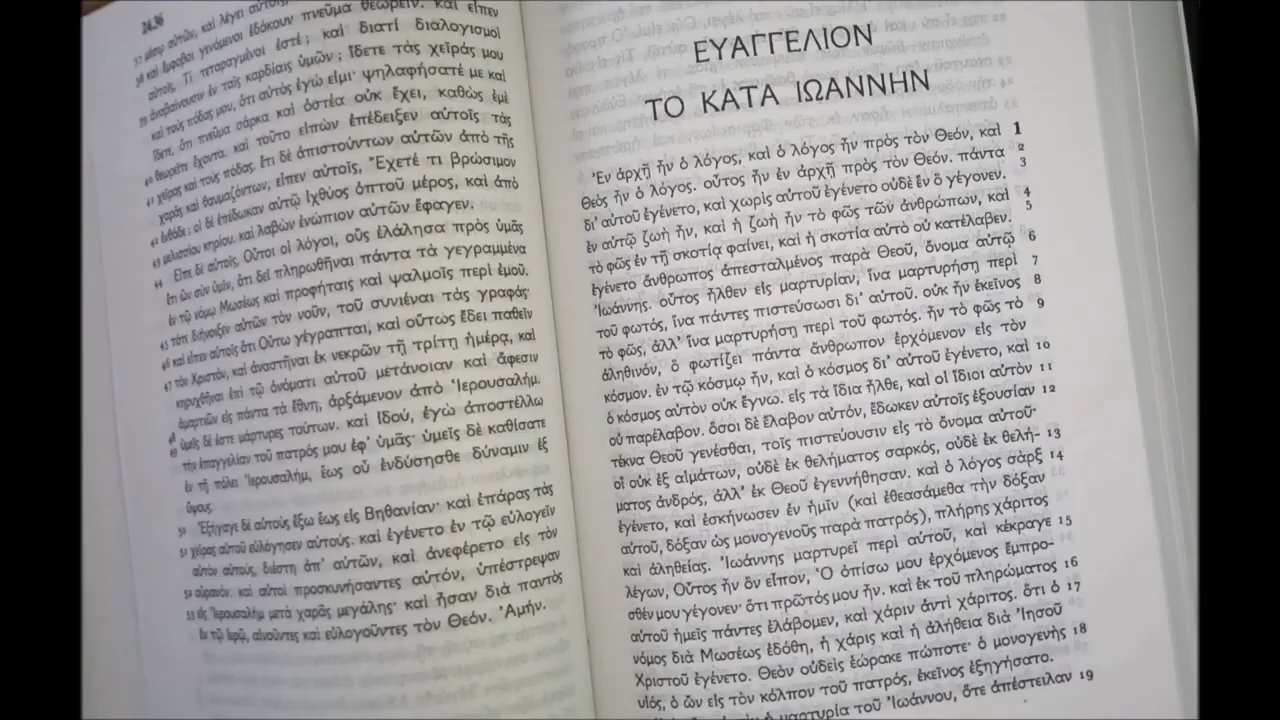 24.36
37 μέσῳ αὐτῶν, καὶ λέγει αὐτοῖς,
38 καὶ ἔμφοβοι γενόμενοι ἐδόκουν πνεῦμα θεωρεῖν. καὶ εἶπεν
αὐτοῖς, Τί τεταραγμένοι ἐστέ; καὶ διατί διαλογισμοὶ
39 ἀναβαίνουσιν ἐν ταῖς καρδίαις ὑμῶν; ἴδετε τὰς χεῖράς μου
καὶ τοὺς πόδας μου, ὅτι αὐτὸς ἐγώ εἰμι· ψηλαφήσατέ με καὶ
ἴδετε, ὅτι πνεῦμα σάρκα καὶ ὀστέα οὐκ ἔχει, καθὼς ἐμὲ
40 θεωρεῖτε ἔχοντα. καὶ τοῦτο εἰπὼν ἐπέδειξεν αὐτοῖς τὰς
41 χεῖρας καὶ τοὺς πόδας. ἔτι δὲ ἀπιστούντων αὐτῶν ἀπὸ τῆς
χαρᾶς καὶ θαυμαζόντων, εἶπεν αὐτοῖς, Ἔχετέ τι βρώσιμον
42 ἐνθάδε; οἱ δὲ ἐπέδωκαν αὐτῷ ἰχθύος ὀπτοῦ μέρος, καὶ ἀπὸ
43 μελισσίου κηρίου. καὶ λαβὼν ἐνώπιον αὐτῶν ἔφαγεν.
44 Εἶπε δὲ αὐτοῖς, Οὗτοι οἱ λόγοι, οὓς ἐλάλησα πρὸς ὑμᾶς
ἔτι ὢν σὺν ὑμῖν, ὅτι δεῖ πληρωθῆναι πάντα τὰ γεγραμμένα
ἐν τῷ νόμῳ Μωσέως καὶ προφήταις καὶ ψαλμοῖς περὶ ἐμοῦ.
45 τότε διήνοιξεν αὐτῶν τὸν νοῦν, τοῦ συνιέναι τὰς γραφάς·
46 καὶ εἶπεν αὐτοῖς ὅτι Οὕτω γέγραπται, καὶ οὕτως ἔδει παθεῖν
47 τὸν Χριστόν, καὶ ἀναστῆναι ἐκ νεκρῶν τῇ τρίτῃ ἡμέρᾳ, καὶ
κηρυχθῆναι ἐπὶ τῷ ὀνόματι αὐτοῦ μετάνοιαν καὶ ἄφεσιν
ἁμαρτιῶν εἰς πάντα τὰ ἔθνη, ἀρξάμενον ἀπὸ Ἱερουσαλήμ.
48 ὑμεῖς δέ ἐστε μάρτυρες τούτων. καὶ ἰδού, ἐγὼ ἀποστέλλω
49 τὴν ἐπαγγελίαν τοῦ πατρός μου ἐφ' ὑμᾶς· ὑμεῖς δὲ καθίσατε
ἐν τῇ πόλει Ἱερουσαλήμ, ἕως οὗ ἐνδύσησθε δύναμιν ἐξ
ὕψους.
50 Ἐξήγαγε δὲ αὐτοὺς ἔξω ἕως εἰς Βηθανίαν· καὶ ἐπάρας τὰς
51 χεῖρας αὐτοῦ εὐλόγησεν αὐτούς. καὶ ἐγένετο ἐν τῷ εὐλογεῖν
αὐτὸν αὐτούς, διέστη ἀπ' αὐτῶν, καὶ ἀνεφέρετο εἰς τὸν
52 οὐρανόν. καὶ αὐτοὶ προσκυνήσαντες αὐτόν, ὑπέστρεψαν
53 εἰς Ἱερουσαλὴμ μετὰ χαρᾶς μεγάλης· καὶ ἦσαν διὰ παντὸς
ἐν τῷ ἱερῷ, αἰνοῦντες καὶ εὐλογοῦντες τὸν Θεόν. Ἀμήν.
ΕΥΑΓΓΕΛΙΟΝ
ΤΟ ΚΑΤΑ ΙΩΑΝΝΗΝ
Ἐν ἀρχῇ ἦν ὁ λόγος, καὶ ὁ λόγος ἦν πρὸς τὸν Θεόν, καὶ 1
Θεὸς ἦν ὁ λόγος. οὗτος ἦν ἐν ἀρχῇ πρὸς τὸν Θεόν. πάντα 2
δι' αὐτοῦ ἐγένετο, καὶ χωρὶς αὐτοῦ ἐγένετο οὐδὲ ἓν ὃ γέγονεν. 3
ἐν αὐτῷ ζωὴ ἦν, καὶ ἡ ζωὴ ἦν τὸ φῶς τῶν ἀνθρώπων, καὶ 4
τὸ φῶς ἐν τῇ σκοτίᾳ φαίνει, καὶ ἡ σκοτία αὐτὸ οὐ κατέλαβεν. 5
ἐγένετο ἄνθρωπος ἀπεσταλμένος παρὰ Θεοῦ, ὄνομα αὐτῷ 6
Ἰωάννης. οὗτος ἦλθεν εἰς μαρτυρίαν, ἵνα μαρτυρήσῃ περὶ 7
τοῦ φωτός, ἵνα πάντες πιστεύσωσι δι' αὐτοῦ. οὐκ ἦν ἐκεῖνος 8
τὸ φῶς, ἀλλ' ἵνα μαρτυρήσῃ περὶ τοῦ φωτός. ἦν τὸ φῶς τὸ 9
ἀληθινόν, ὃ φωτίζει πάντα ἄνθρωπον ἐρχόμενον εἰς τὸν
κόσμον. ἐν τῷ κόσμῳ ἦν, καὶ ὁ κόσμος δι' αὐτοῦ ἐγένετο, καὶ 10
ὁ κόσμος αὐτὸν οὐκ ἔγνω. εἰς τὰ ἴδια ἦλθε, καὶ οἱ ἴδιοι αὐτὸν 11
οὐ παρέλαβον. ὅσοι δὲ ἔλαβον αὐτόν, ἔδωκεν αὐτοῖς ἐξουσίαν 12
τέκνα Θεοῦ γενέσθαι, τοῖς πιστεύουσιν εἰς τὸ ὄνομα αὐτοῦ·
οἳ οὐκ ἐξ αἱμάτων, οὐδὲ ἐκ θελήματος σαρκός, οὐδὲ ἐκ θελή- 13
ματος ἀνδρός, ἀλλ' ἐκ Θεοῦ ἐγεννήθησαν. καὶ ὁ λόγος σὰρξ 14
ἐγένετο, καὶ ἐσκήνωσεν ἐν ἡμῖν (καὶ ἐθεασάμεθα τὴν δόξαν
αὐτοῦ, δόξαν ὡς μονογενοῦς παρὰ πατρός), πλήρης χάριτος
καὶ ἀληθείας. Ἰωάννης μαρτυρεῖ περὶ αὐτοῦ, καὶ κέκραγε 15
λέγων, Οὗτος ἦν ὃν εἶπον, Ὁ ὀπίσω μου ἐρχόμενος ἔμπρο-
σθέν μου γέγονεν· ὅτι πρῶτός μου ἦν. καὶ ἐκ τοῦ πληρώματος 16
αὐτοῦ ἡμεῖς πάντες ἐλάβομεν, καὶ χάριν ἀντὶ χάριτος. ὅτι ὁ 17
νόμος διὰ Μωσέως ἐδόθη, ἡ χάρις καὶ ἡ ἀλήθεια διὰ Ἰησοῦ
Χριστοῦ ἐγένετο. Θεὸν οὐδεὶς ἑώρακε πώποτε· ὁ μονογενὴς 18
υἱός, ὁ ὢν εἰς τὸν κόλπον τοῦ πατρός, ἐκεῖνος ἐξηγήσατο.
ἡ μαρτυρία τοῦ Ἰωάννου, ὅτε ἀπέστειλαν 19